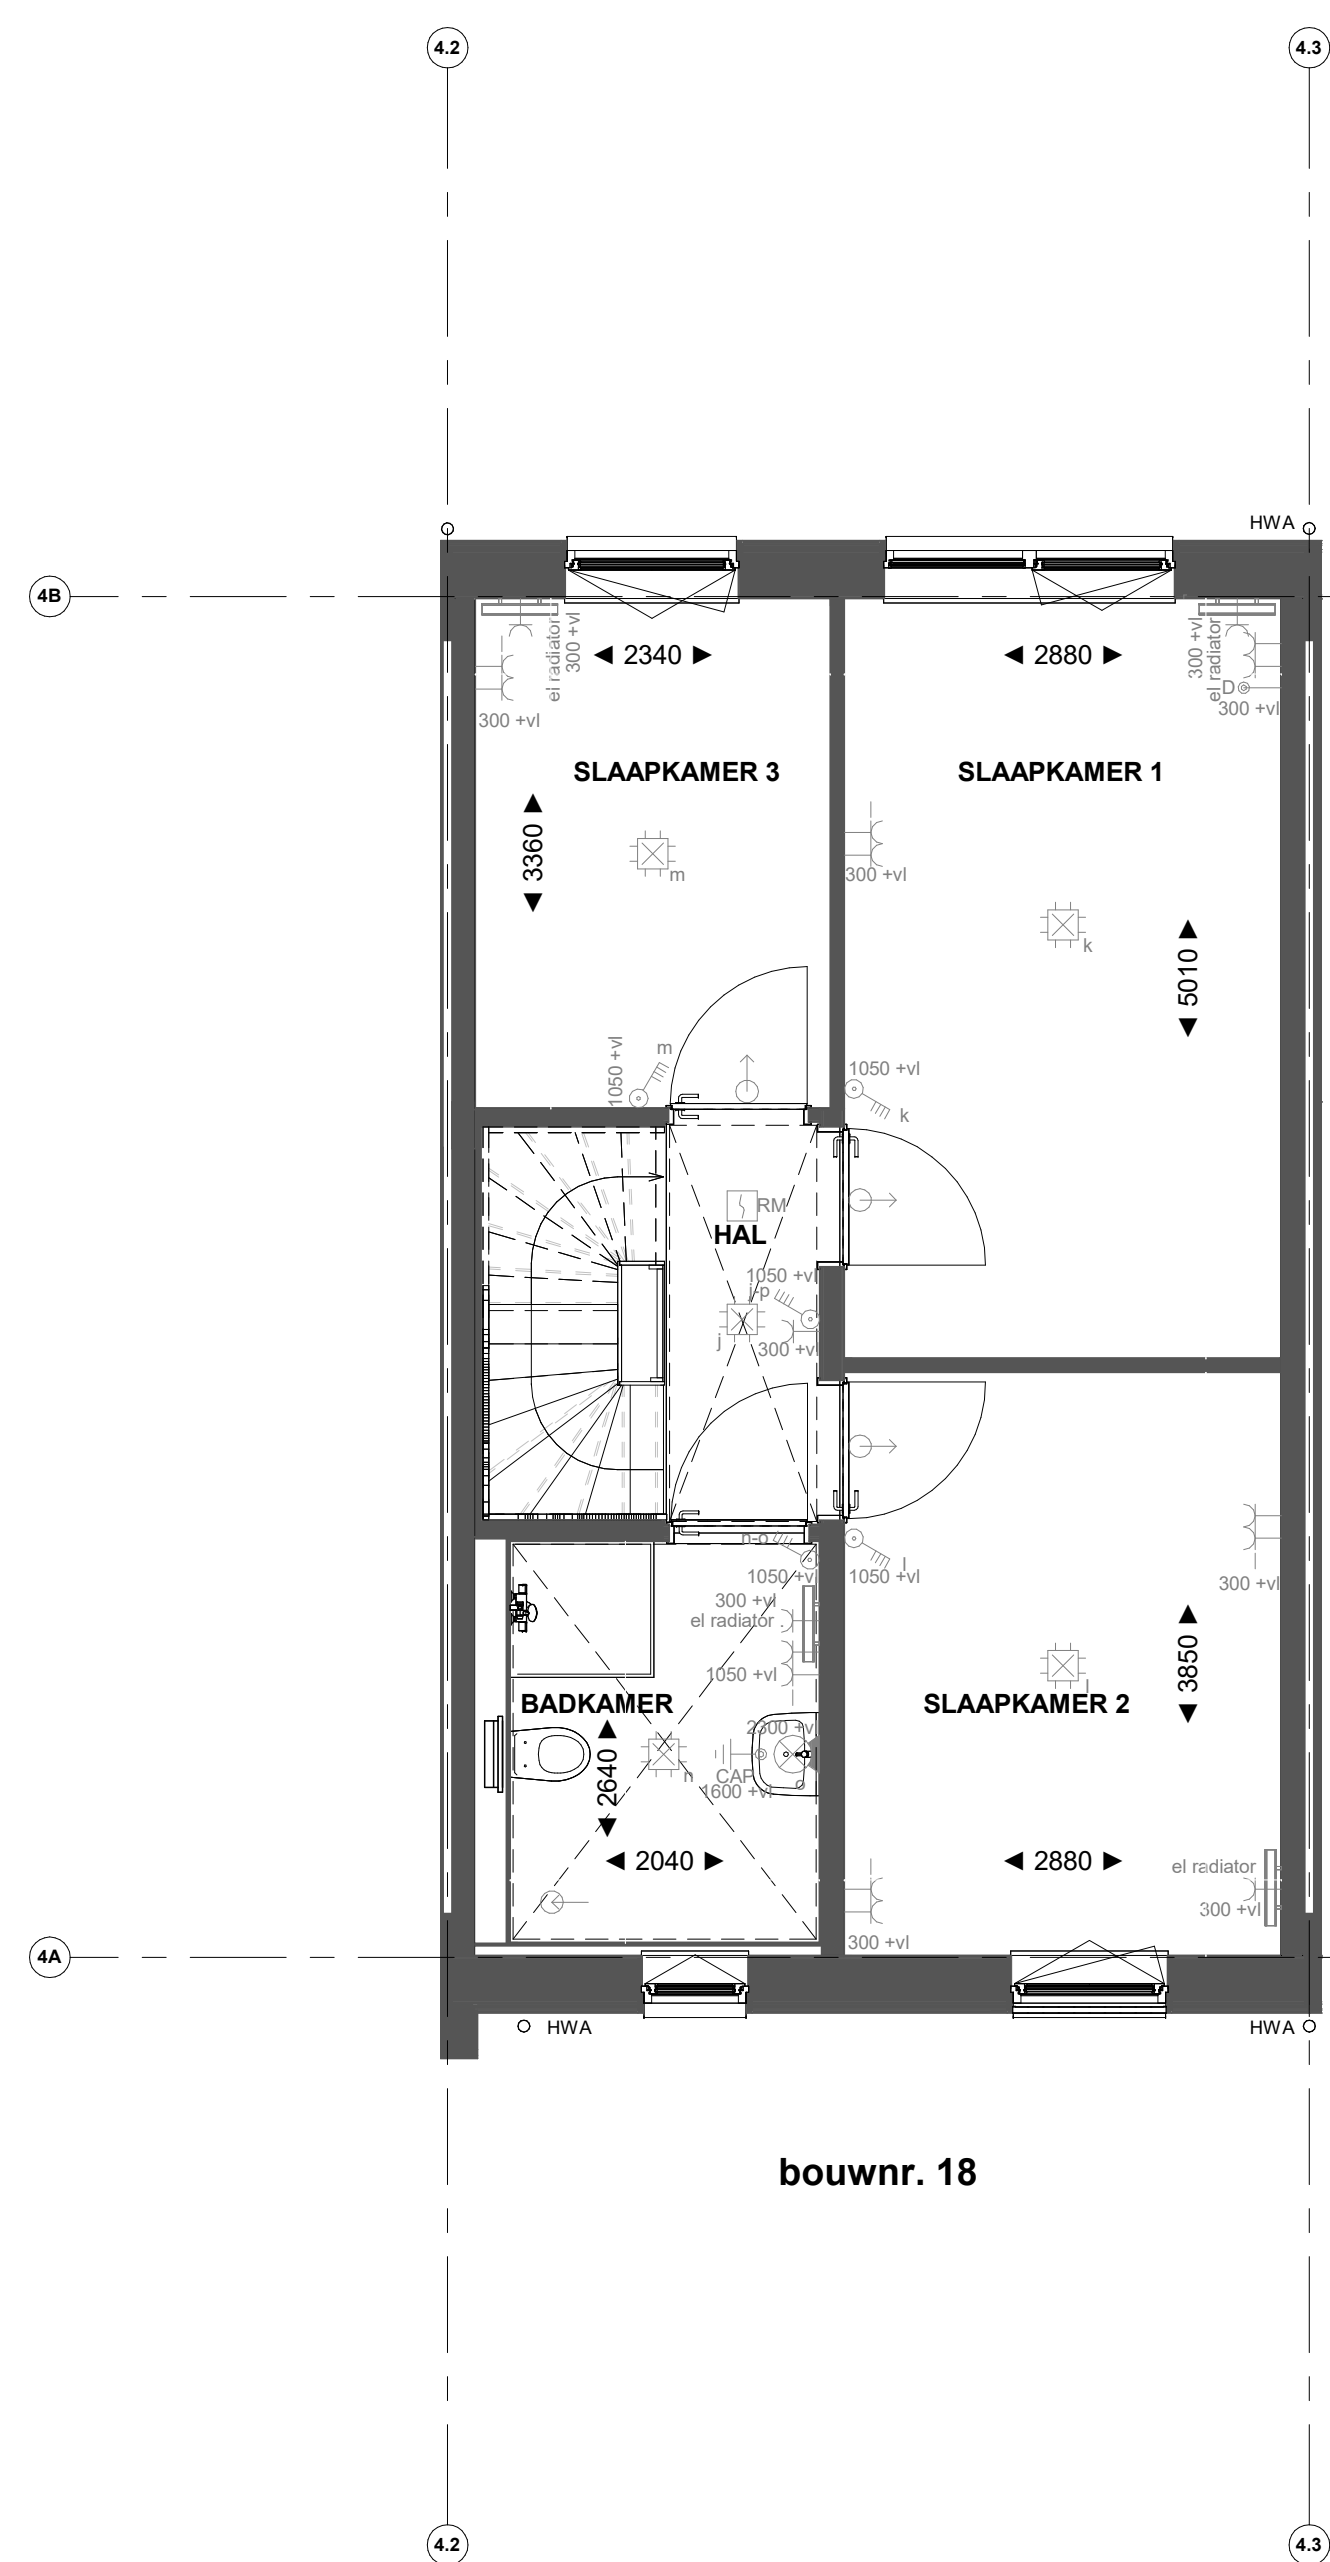 4.2
4.3
HWA
4B
el radiator
300 +vl
◄ 2340 ►
◄ 2880 ►
300 +vl
el radiator
D
300 +vl
300 +vl
SLAAPKAMER 3
SLAAPKAMER 1
◄ 3360 ►
m
300 +vl
k
◄ 5010 ►
1050 +vl
m
1050 +vl
k
RM
HAL
1050 +vl
j-p
j
300 +vl
n-o
1050 +vl
l
1050 +vl
300 +vl
300 +vl
el radiator
1050 +vl
◄ 3850 ►
l
BADKAMER
SLAAPKAMER 2
2300 +vl
◄ 2640 ►
n
CAP
1600 +vl
o
◄ 2040 ►
◄ 2880 ►
el radiator
300 +vl
300 +vl
4A
HWA
HWA
bouwnr. 18
4.2
4.3